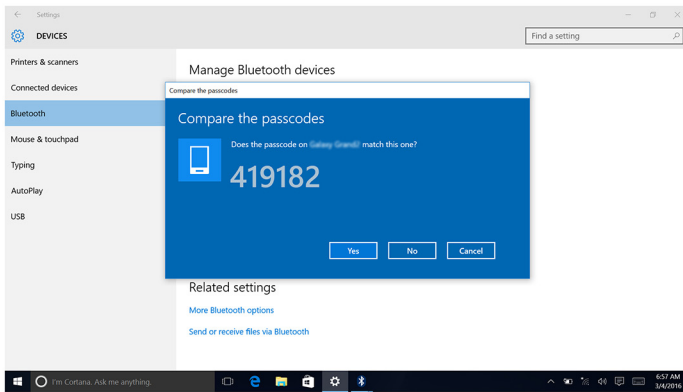 Settings
DEVICES
Find a setting
Printers & scanners
Connected devices
Bluetooth
Mouse & touchpad
Typing
AutoPlay
USB
Manage Bluetooth devices
Compare the passcodes
Compare the passcodes
Does the passcode on Galaxy Grand2 match this one?
419182
Yes No Cancel
Related settings
More Bluetooth options
Send or receive files via Bluetooth
I'm Cortana. Ask me anything.
6:57 AM
3/4/2016